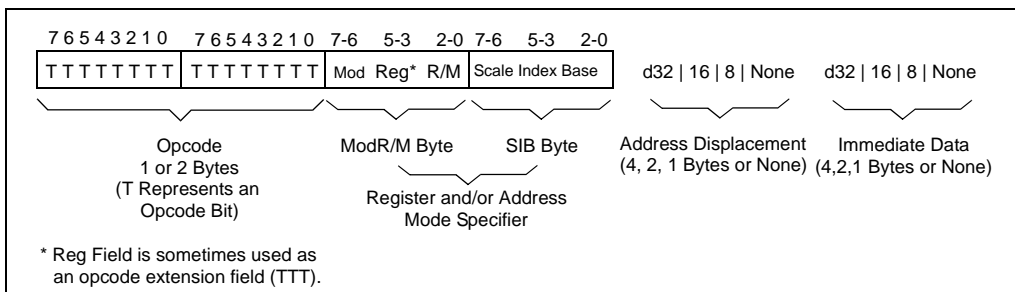 7 6 5 4 3 2 1 0 7 6 5 4 3 2 1 0 7-6 5-3 2-0 7-6 5-3 2-0
T T T T T T T T T T T T T T T T Mod Reg* R/M Scale Index Base d32 | 16 | 8 | None d32 | 16 | 8 | None
Opcode
1 or 2 Bytes
(T Represents an
Opcode Bit)
ModR/M Byte
SIB Byte
Register and/or Address
Mode Specifier
Address Displacement
(4, 2, 1 Bytes or None)
Immediate Data
(4,2,1 Bytes or None)
* Reg Field is sometimes used as
an opcode extension field (TTT).